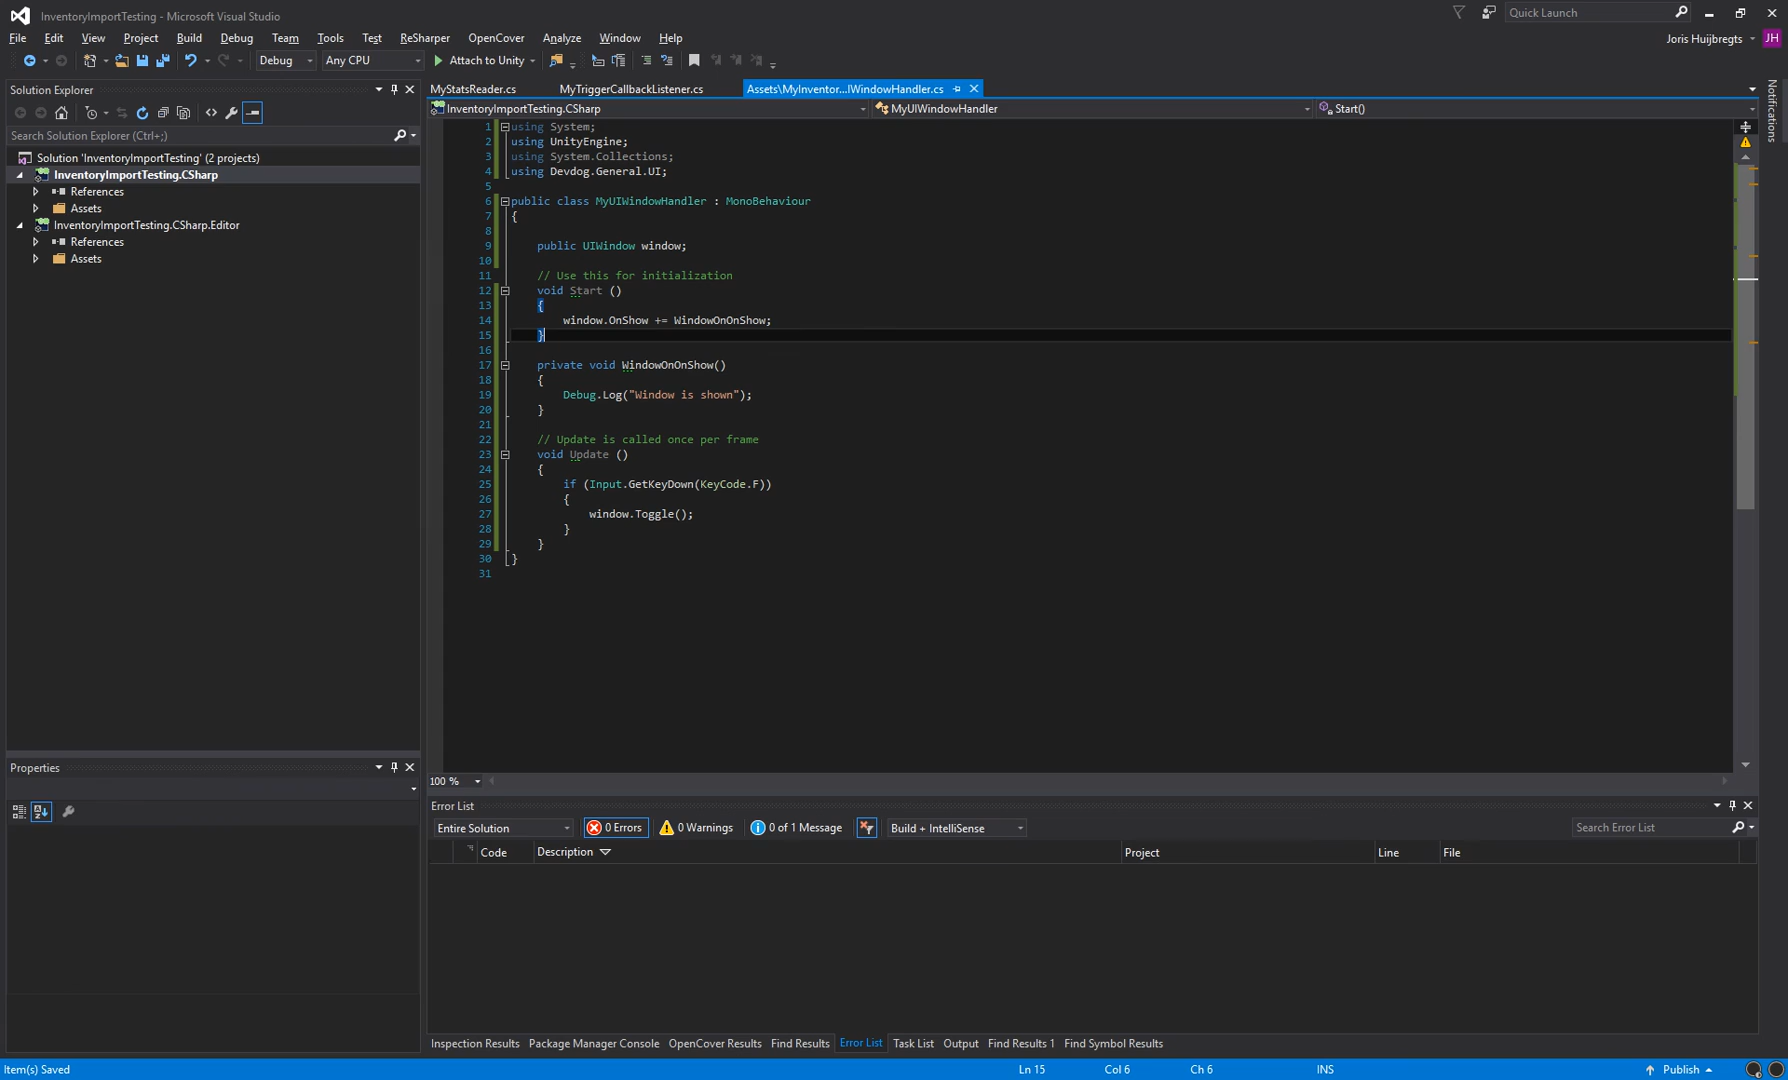 InventoryImportTesting - Microsoft Visual Studio
Quick Launch
File Edit View Project Build Debug Team Tools Test ReSharper OpenCover Analyze Window Help
Joris Huijbregts JH
Debug Any CPU Attach to Unity
Solution Explorer
Search Solution Explorer (Ctrl+;)
Solution 'InventoryImportTesting' (2 projects)
InventoryImportTesting.CSharp
References
Assets
InventoryImportTesting.CSharp.Editor
References
Assets
Properties
MyStatsReader.cs MyTriggerCallbackListener.cs Assets\MyInventor...IWindowHandler.cs
InventoryImportTesting.CSharp MyUIWindowHandler Start()
Notifications
1 using System;
2 using UnityEngine;
3 using System.Collections;
4 using Devdog.General.UI;
5
6 public class MyUIWindowHandler : MonoBehaviour
7 {
8
9 public UIWindow window;
10
11 // Use this for initialization
12 void Start ()
13 {
14 window.OnShow += WindowOnOnShow;
15 }
16
17 private void WindowOnOnShow()
18 {
19 Debug.Log("Window is shown");
20 }
21
22 // Update is called once per frame
23 void Update ()
24 {
25 if (Input.GetKeyDown(KeyCode.F))
26 {
27 window.Toggle();
28 }
29 }
30 }
31
100 %
Error List
Entire Solution 0 Errors 0 Warnings 0 of 1 Message Build + IntelliSense Search Error List
Code Description Project Line File
Inspection Results Package Manager Console OpenCover Results Find Results Error List Task List Output Find Results 1 Find Symbol Results
Item(s) Saved Ln 15 Col 6 Ch 6 INS Publish